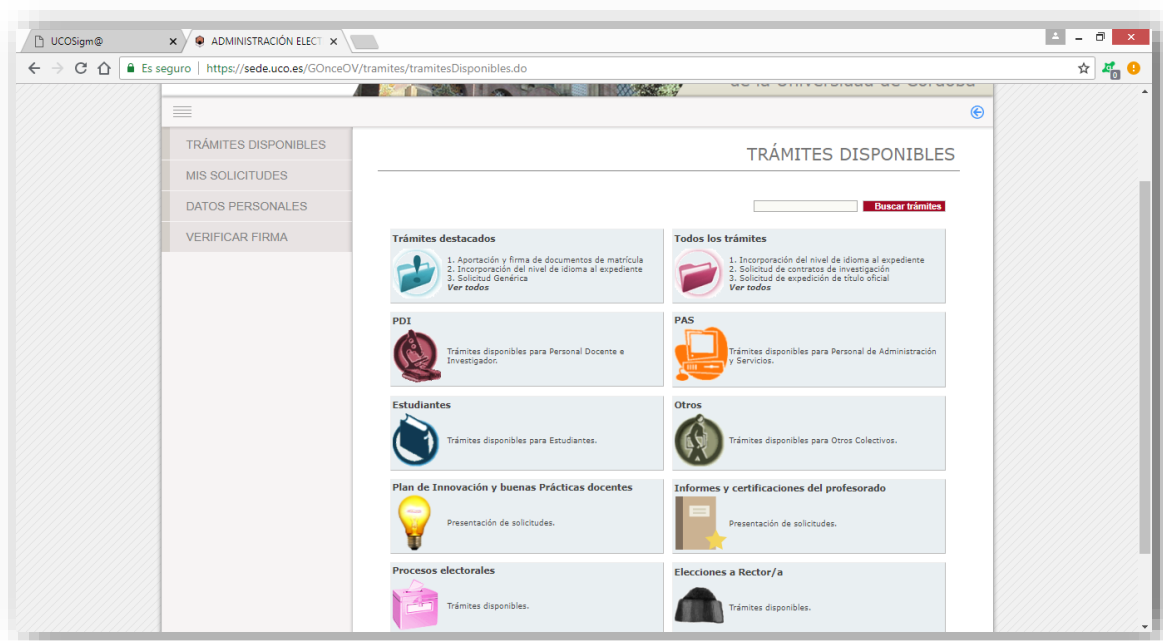 UCOSigm@
ADMINISTRACIÓN ELECT
Es seguro
https://sede.uco.es/GOnceOV/tramites/tramitesDisponibles.do
0
de la Universidad de Córdoba
TRÁMITES DISPONIBLES
MIS SOLICITUDES
DATOS PERSONALES
VERIFICAR FIRMA
TRÁMITES DISPONIBLES
Buscar trámites
Trámites destacados
1. Aportación y firma de documentos de matrícula
2. Incorporación del nivel de idioma al expediente
3. Solicitud Genérica
Ver todos
Todos los trámites
1. Incorporación del nivel de idioma al expediente
2. Solicitud de contratos de investigación
3. Solicitud de expedición de título oficial
Ver todos
PDI
Trámites disponibles para Personal Docente e
Investigador.
PAS
Trámites disponibles para Personal de Administración
y Servicios.
Estudiantes
Trámites disponibles para Estudiantes.
Otros
Trámites disponibles para Otros Colectivos.
Plan de Innovación y buenas Prácticas docentes
Presentación de solicitudes.
Informes y certificaciones del profesorado
Presentación de solicitudes.
Procesos electorales
Trámites disponibles.
Elecciones a Rector/a
Trámites disponibles.